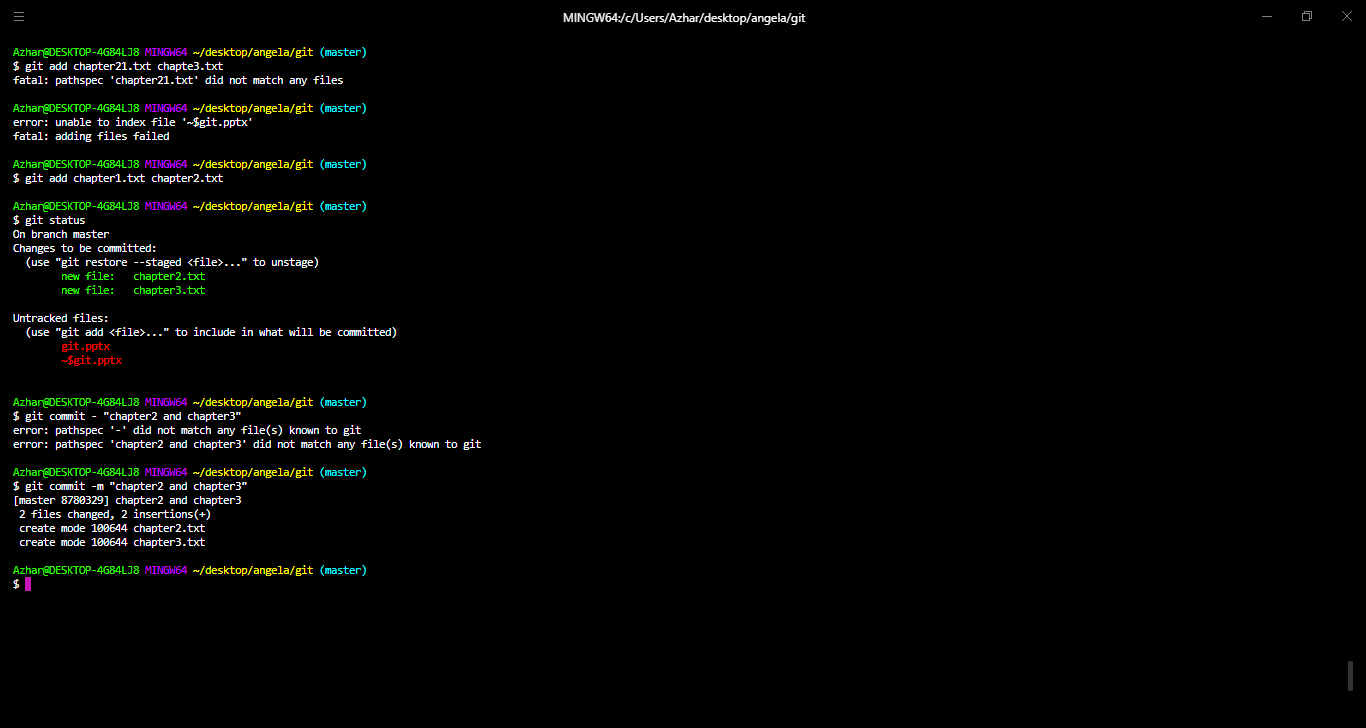 MINGW64:/c/Users/Azhar/desktop/angela/git
Azhar@DESKTOP-4G84LJ8 MINGW64 ~/desktop/angela/git (master)
$ git add chapter21.txt chapte3.txt
fatal: pathspec 'chapter21.txt' did not match any files
Azhar@DESKTOP-4G84LJ8 MINGW64 ~/desktop/angela/git (master)
error: unable to index file '~$git.pptx'
fatal: adding files failed
Azhar@DESKTOP-4G84LJ8 MINGW64 ~/desktop/angela/git (master)
$ git add chapter1.txt chapter2.txt
Azhar@DESKTOP-4G84LJ8 MINGW64 ~/desktop/angela/git (master)
$ git status
On branch master
Changes to be committed:
  (use "git restore --staged <file>..." to unstage)
        new file:   chapter2.txt
        new file:   chapter3.txt
Untracked files:
  (use "git add <file>..." to include in what will be committed)
        git.pptx
        ~$git.pptx
Azhar@DESKTOP-4G84LJ8 MINGW64 ~/desktop/angela/git (master)
$ git commit - "chapter2 and chapter3"
error: pathspec '-' did not match any file(s) known to git
error: pathspec 'chapter2 and chapter3' did not match any file(s) known to git
Azhar@DESKTOP-4G84LJ8 MINGW64 ~/desktop/angela/git (master)
$ git commit -m "chapter2 and chapter3"
[master 8780329] chapter2 and chapter3
 2 files changed, 2 insertions(+)
 create mode 100644 chapter2.txt
 create mode 100644 chapter3.txt
Azhar@DESKTOP-4G84LJ8 MINGW64 ~/desktop/angela/git (master)
$